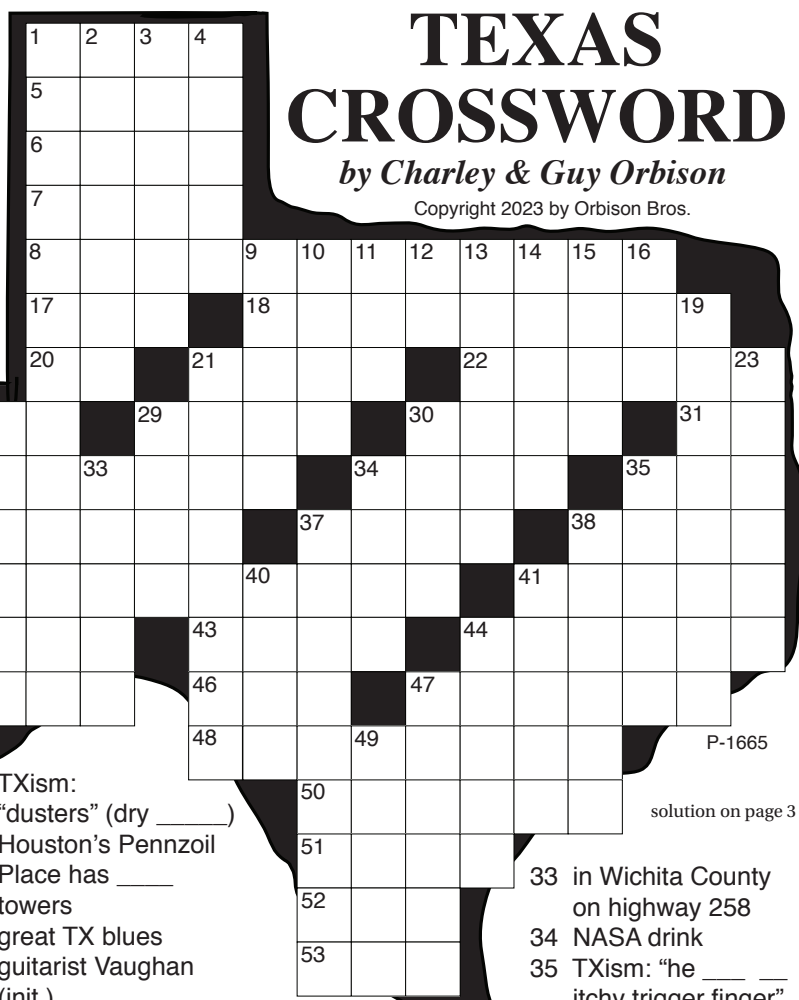 TEXAS
CROSSWORD
by Charley & Guy Orbison
Copyright 2023 by Orbison Bros.
1 2 3 4
5
6
7
8 9 10 11 12 13 14 15 16
17 18 19
20 21 22 23
29 30 31
33 34 35
37 38
40 41
43 44
46 47
48 49
P-1665
50
solution on page 3
51
52
53
TXism:
“dusters” (dry _____)
Houston’s Pennzoil
Place has ____
towers
great TX blues
guitarist Vaughan
(init.)
33 in Wichita County
on highway 258
34 NASA drink
35 TXism: “he ___ __
itchy trigger finger”